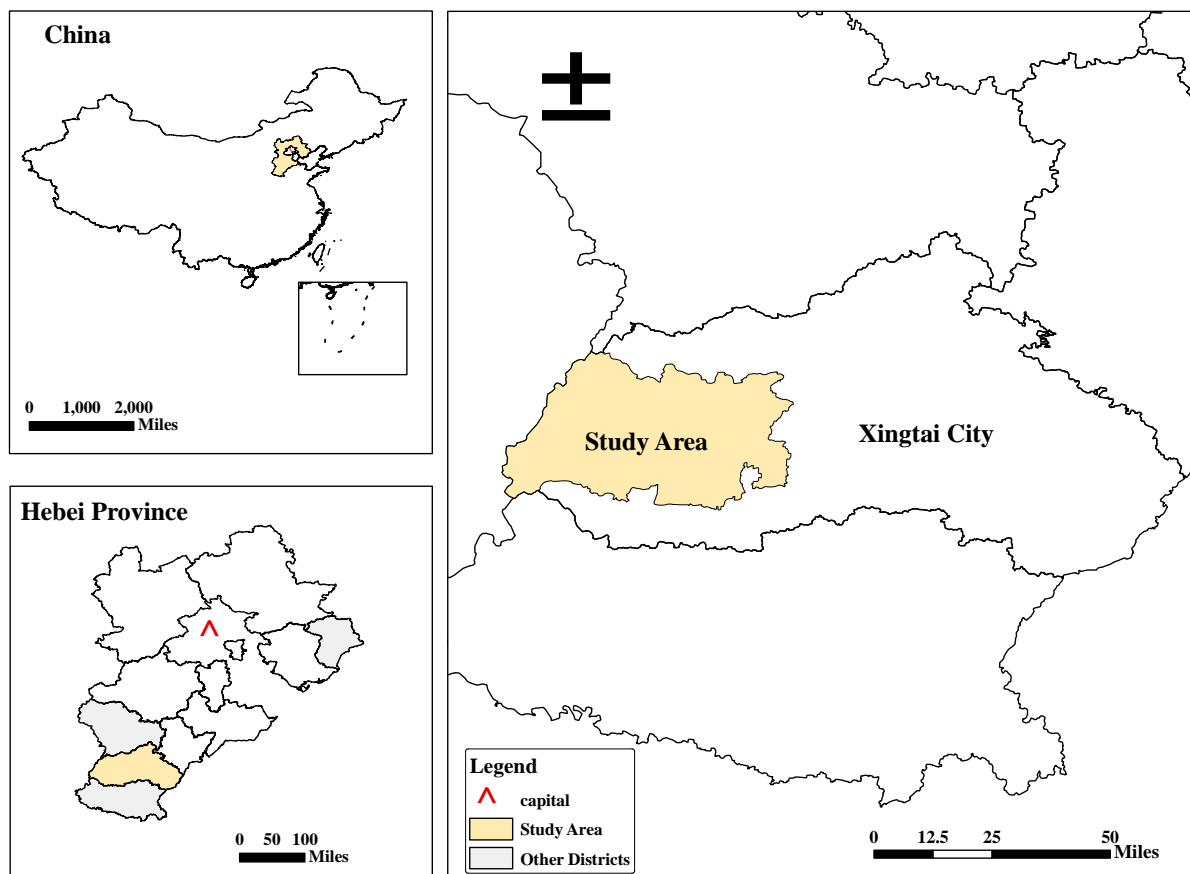 China
0 1,000 2,000
Miles
Hebei Province
0 50 100
Miles
±
Study Area
Xingtai City
Legend
^ capital
Study Area
Other Districts
0 12.5 25 50
Miles